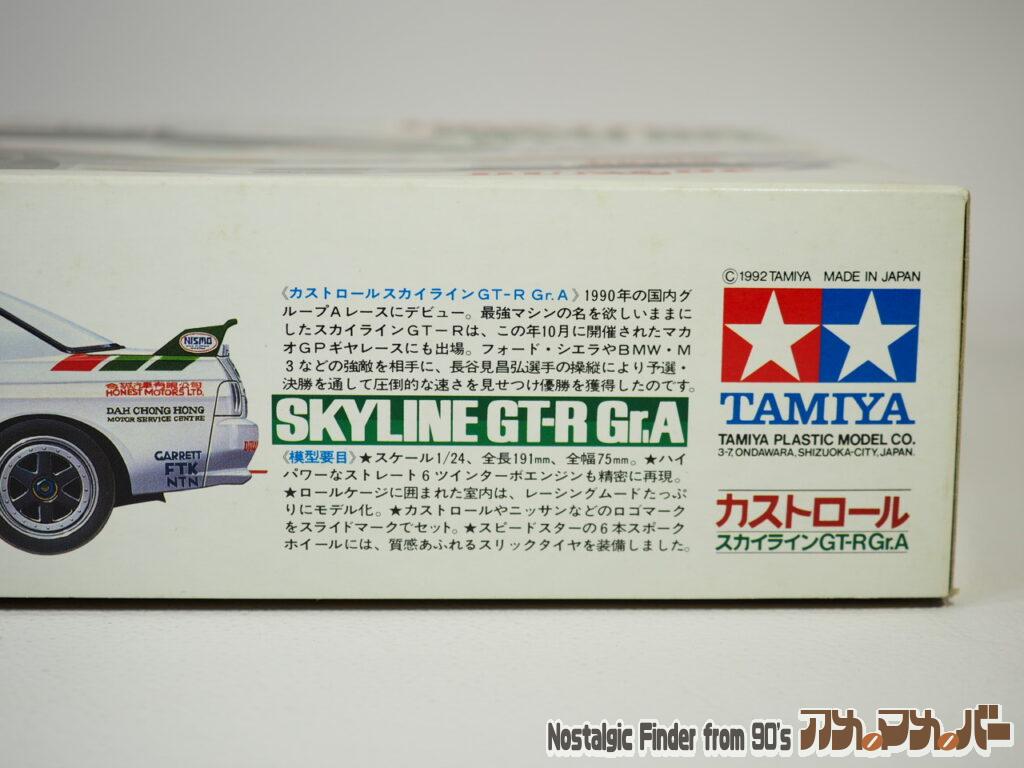 《カストロールスカイラインGT-R Gr.A》1990年の国内グ
ループAレースにデビュー。最強マシンの名を欲しいままに
したスカイラインGT-Rは、この年10月に開催されたマカ
オGPギヤレースにも出場。フォード・シエラやBMW・M
3などの強敵を相手に、長谷見昌弘選手の操縦により予選・
決勝を通して圧倒的な速さを見せつけ優勝を獲得したのです。
SKYLINE GT-R Gr.A
《模型要目》★スケール1/24、全長191mm、全幅75mm。★ハイ
パワーなストレート6ツインターボエンジンも精密に再現。
★ロールケージに囲まれた室内は、レーシングムードたっぷ
りにモデル化。★カストロールやニッサンなどのロゴマーク
をスライドマークでセット。★スピードスターの6本スポーク
ホイールには、質感あふれるスリックタイヤを装備しました。
©1992 TAMIYA MADE IN JAPAN
TAMIYA
TAMIYA PLASTIC MODEL CO.
3-7, ONDAWARA, SHIZUOKA-CITY, JAPAN.
カストロール
スカイラインGT-R Gr.A
NISMO
HONEST MOTORS LTD.
DAH CHONG HONG
MOTOR SERVICE CENTRE
GARRETT
FTK
NTN
Nostalgic Finder from 90's アカッマカッバー